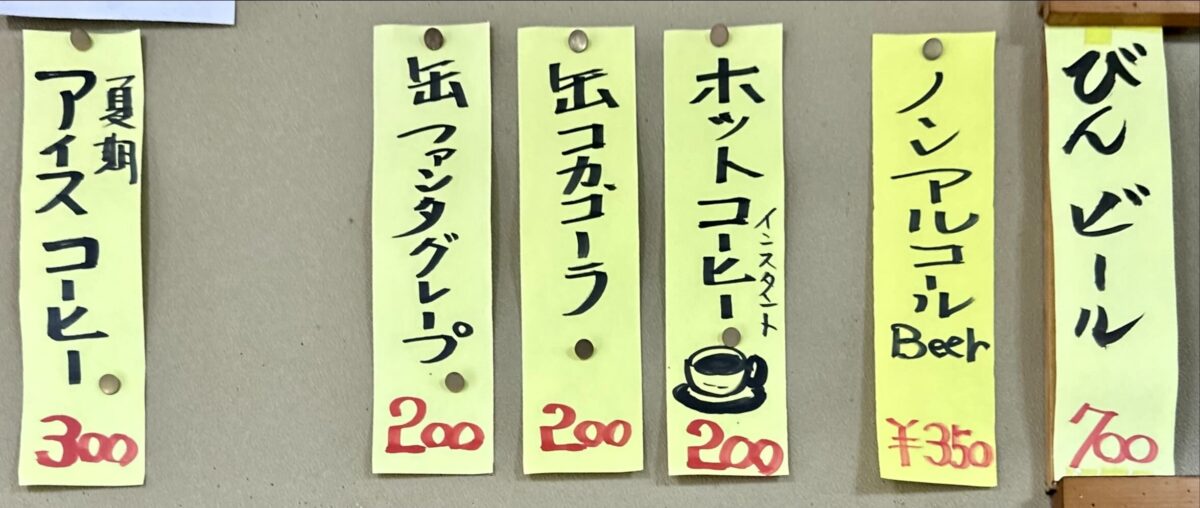 びんビール
700
ノンアルコール
Beer
¥350
ホットコーヒー
インスタント
200
缶コカ・コーラ
200
缶ファンタグレープ
200
夏期
アイスコーヒー
300